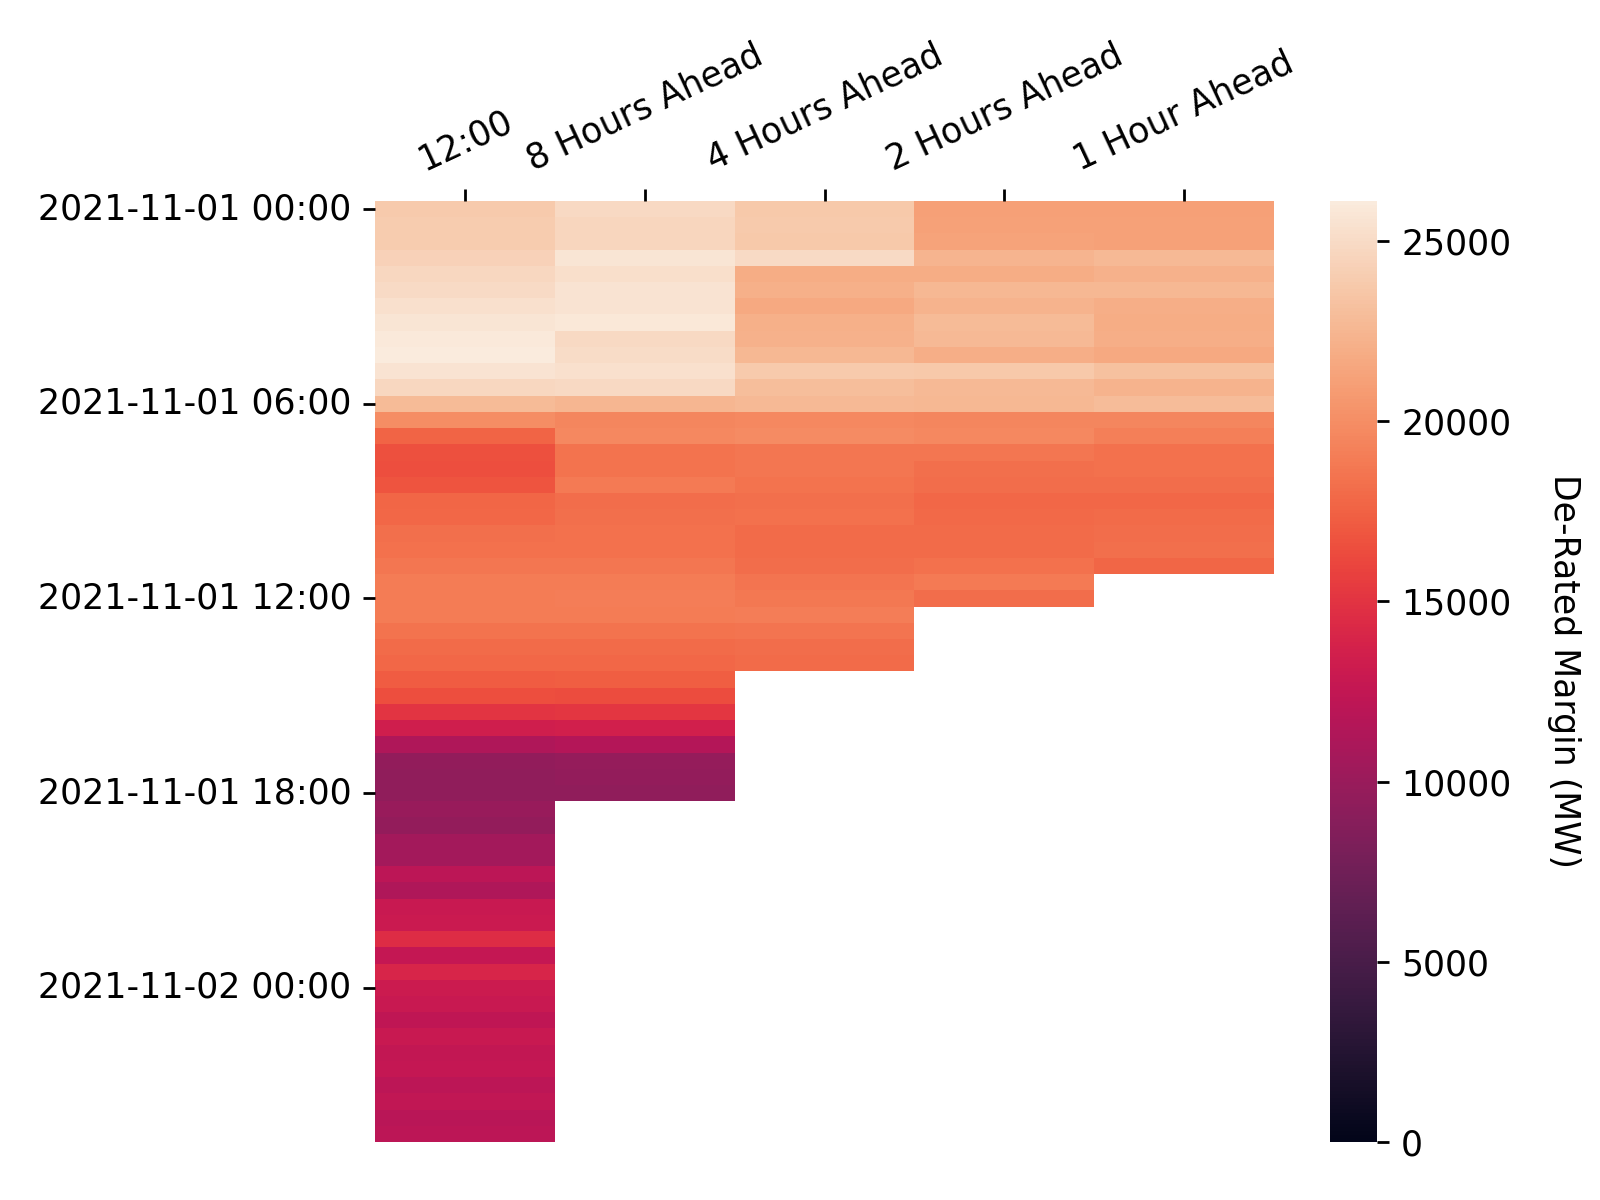 12:00
8 Hours Ahead
4 Hours Ahead
2 Hours Ahead
1 Hour Ahead
2021-11-01 00:00
2021-11-01 06:00
2021-11-01 12:00
2021-11-01 18:00
2021-11-02 00:00
25000
20000
15000
10000
5000
0
De-Rated Margin (MW)